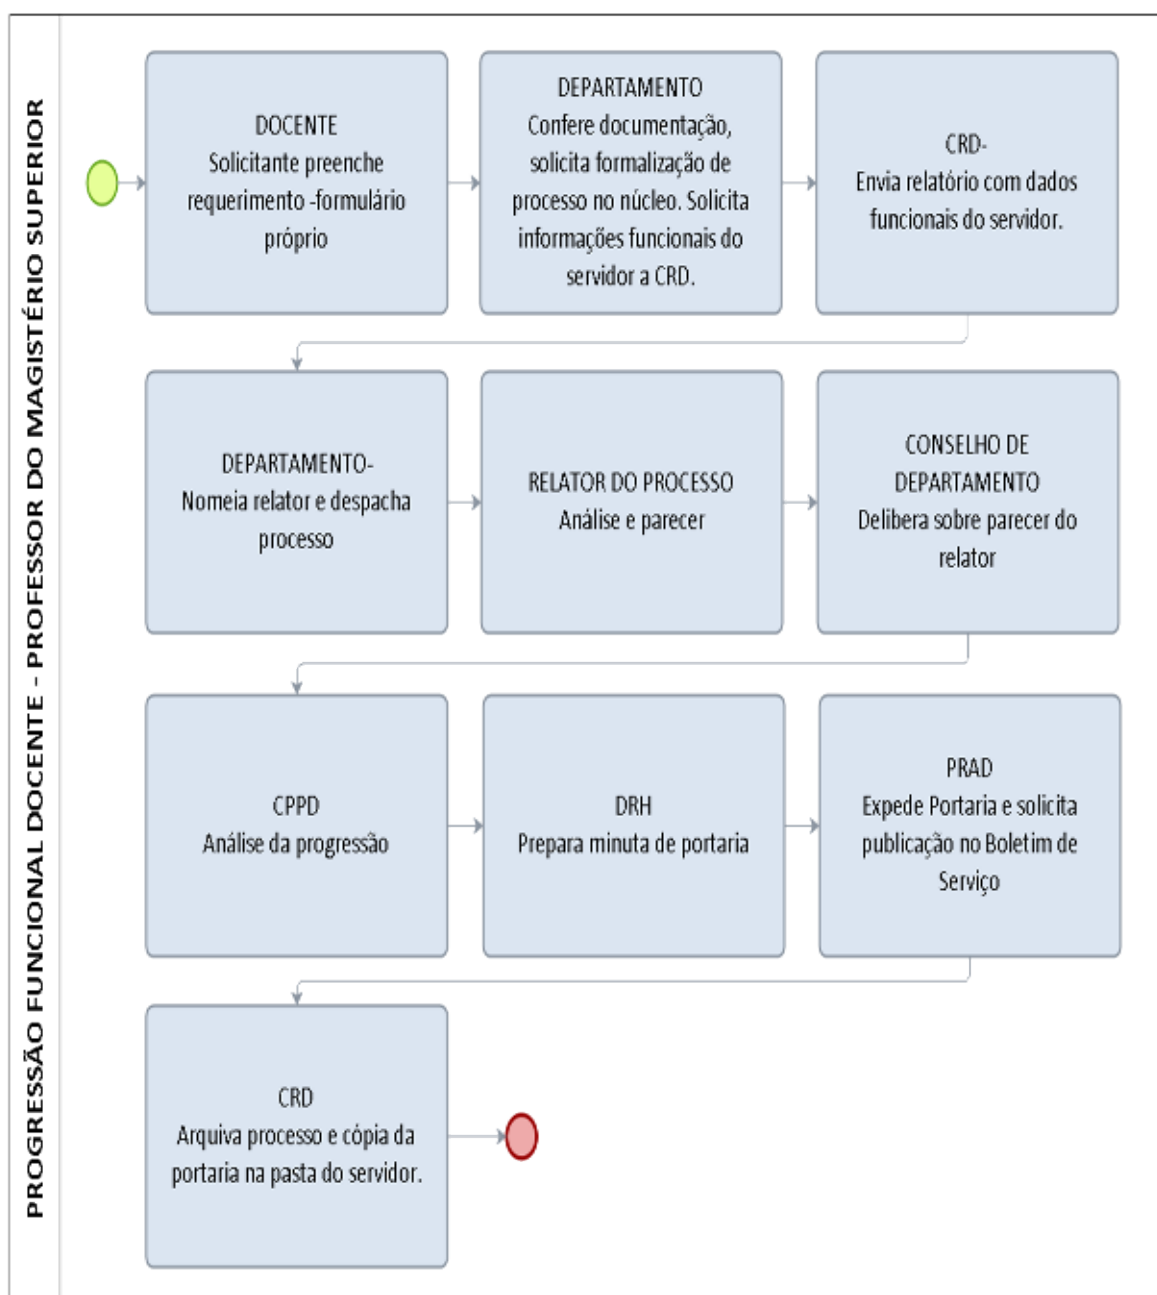 PROGRESSÃO FUNCIONAL DOCENTE - PROFESSOR DO MAGISTÉRIO SUPERIOR
DOCENTE
Solicitante preenche
requerimento -formulário
próprio
DEPARTAMENTO
Confere documentação,
solicita formalização de
processo no núcleo. Solicita
informações funcionais do
servidor a CRD.
CRD-
Envia relatório com dados
funcionais do servidor.
DEPARTAMENTO-
Nomeia relator e despacha
processo
RELATOR DO PROCESSO
Análise e parecer
CONSELHO DE
DEPARTAMENTO
Delibera sobre parecer do
relator
CPPD
Análise da progressão
DRH
Prepara minuta de portaria
PRAD
Expede Portaria e solicita
publicação no Boletim de
Serviço
CRD
Arquiva processo e cópia da
portaria na pasta do servidor.